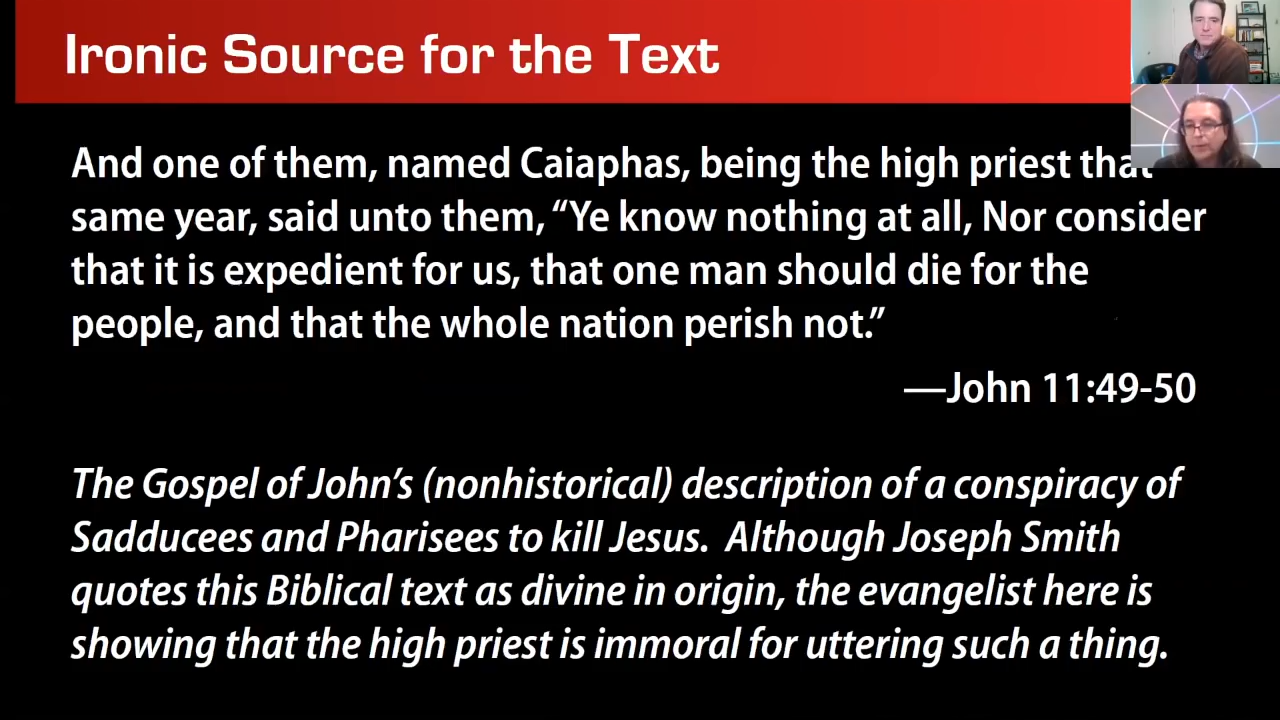 Ironic Source for the Text
And one of them, named Caiaphas, being the high priest that
same year, said unto them, “Ye know nothing at all, Nor consider
that it is expedient for us, that one man should die for the
people, and that the whole nation perish not.”
—John 11:49-50
The Gospel of John’s (nonhistorical) description of a conspiracy of
Sadducees and Pharisees to kill Jesus.  Although Joseph Smith
quotes this Biblical text as divine in origin, the evangelist here is
showing that the high priest is immoral for uttering such a thing.